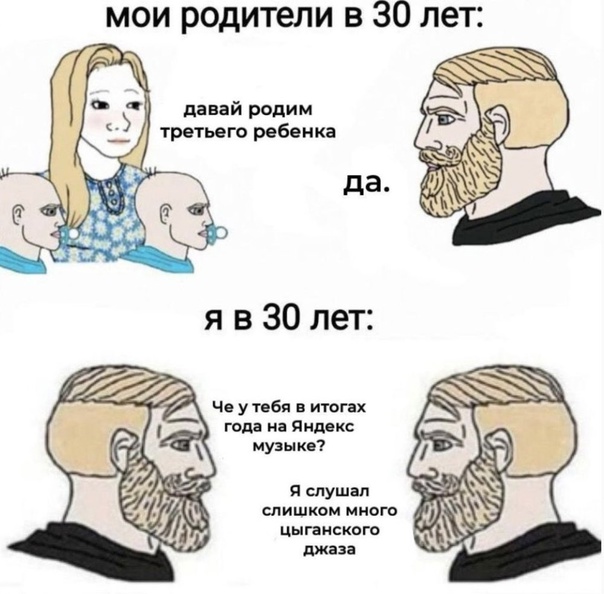 мои родители в 30 лет:
давай родим
третьего ребенка
да.
я в 30 лет:
Че у тебя в итогах
года на Яндекс
музыке?
Я слушал
слишком много
цыганского
джаза